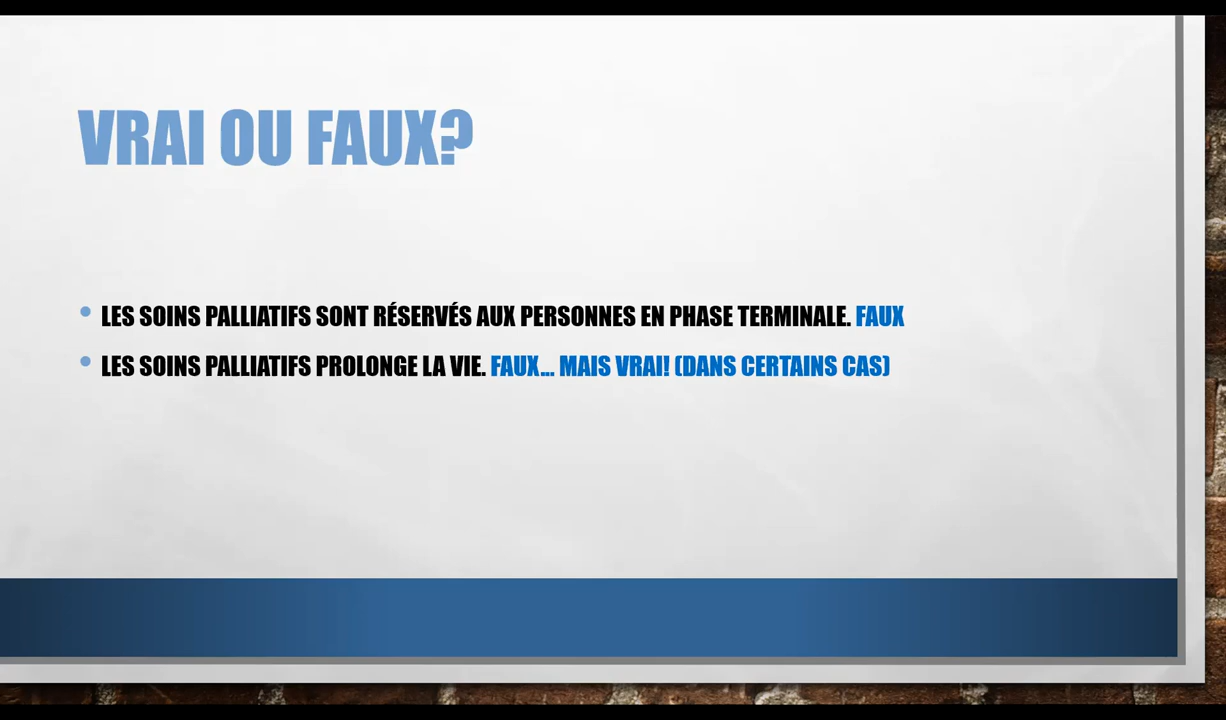 VRAI OU FAUX?
• LES SOINS PALLIATIFS SONT RÉSERVÉS AUX PERSONNES EN PHASE TERMINALE. FAUX
• LES SOINS PALLIATIFS PROLONGE LA VIE. FAUX... MAIS VRAI! (DANS CERTAINS CAS)